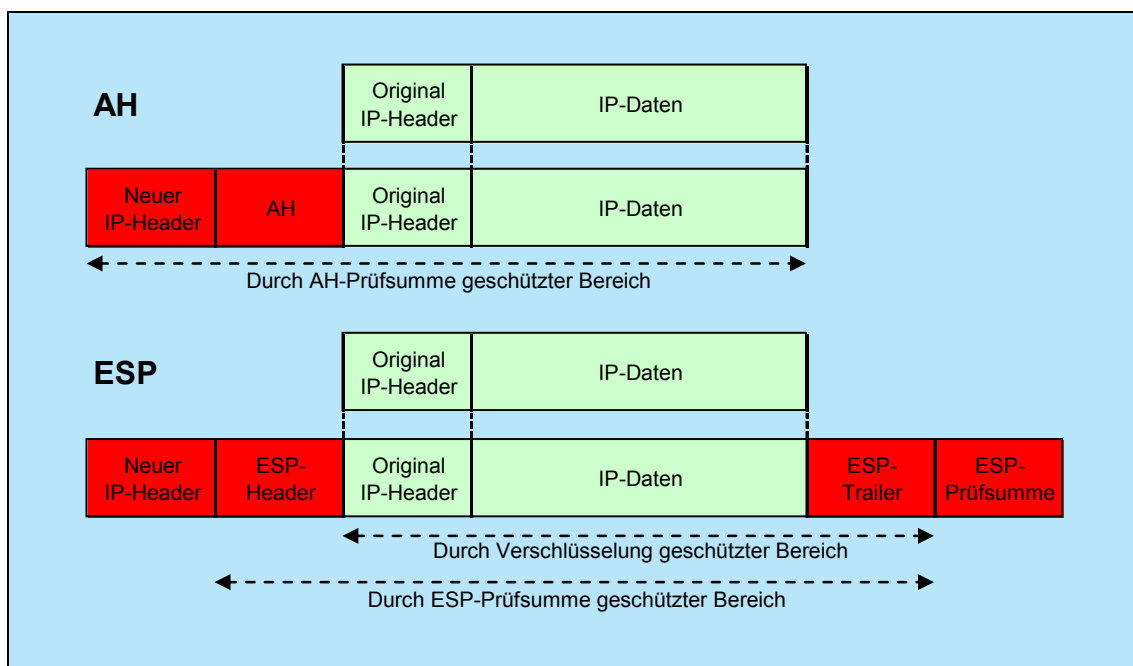 AH
Original
IP-Header
IP-Daten
Neuer
IP-Header
AH
Original
IP-Header
IP-Daten
Durch AH-Prüfsumme geschützter Bereich
ESP
Original
IP-Header
IP-Daten
Neuer
IP-Header
ESP-
Header
Original
IP-Header
IP-Daten
ESP-
Trailer
ESP-
Prüfsumme
Durch Verschlüsselung geschützter Bereich
Durch ESP-Prüfsumme geschützter Bereich